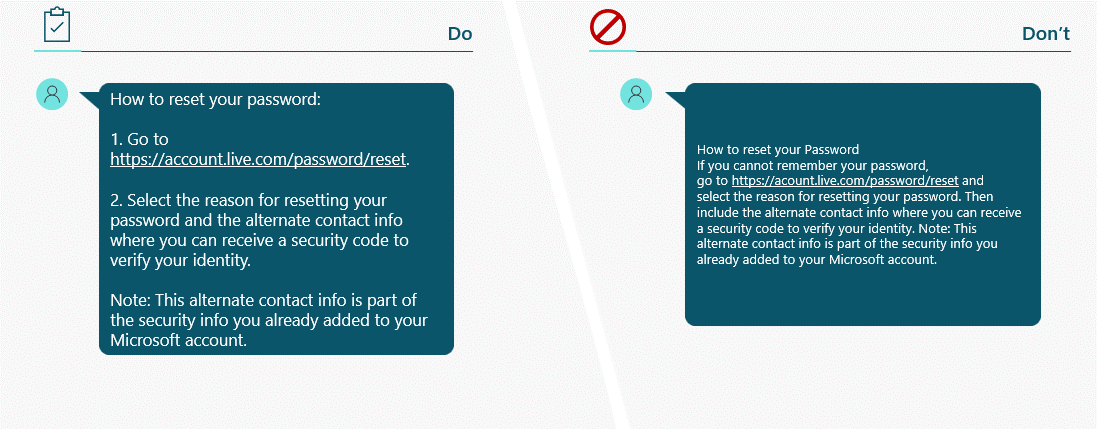 Do
How to reset your password:
1. Go to
https://account.live.com/password/reset.
2. Select the reason for resetting your
password and the alternate contact info
where you can receive a security code to
verify your identity.
Note: This alternate contact info is part of
the security info you already added to your
Microsoft account.
Don't
How to reset your Password
If you cannot remember your password,
go to https://acount.live.com/password/reset and
select the reason for resetting your password. Then
include the alternate contact info where you can receive
a security code to verify your identity. Note: This
alternate contact info is part of the security info you
already added to your Microsoft account.